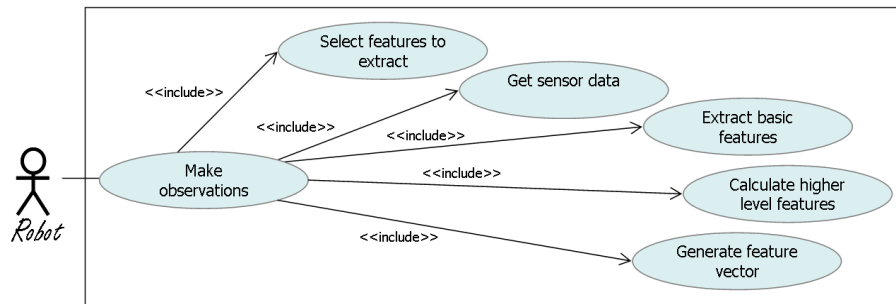 Select features to
extract
<<include>>
Get sensor data
<<include>>
<<include>>
Extract basic
features
Make
observations
<<include>>
Calculate higher
level features
Robot
<<include>>
Generate feature
vector